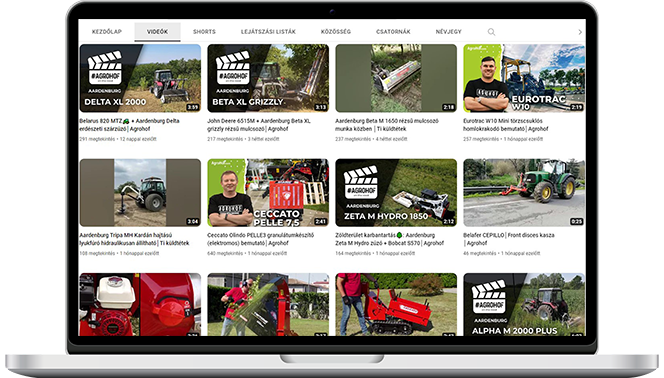 KEZDŐLAP VIDEÓK SHORTS LEJÁTSZÁSI LISTÁK KÖZÖSSÉG CSATORNÁK NÉVJEGY
#AGROHOF
AARDENBURG
DELTA XL 2000
3:59
#AGROHOF
AARDENBURG
BETA XL GRIZZLY
3:13
2:18
Agrohof
EUROTRAC
W10
2:19
Belarus 820 MTZ🚜 + Aardenburg Delta
erdészeti szárzúzó│Agrohof
291 megtekintés • 12 nappal ezelőtt
John Deere 6515M + Aardenburg Beta XL
grizzly rézsű mulcsozó│Agrohof
217 megtekintés • 3 héttel ezelőtt
Aardenburg Beta M 1650 rézsű mulcsozó
munka közben │Ti küldtétek
237 megtekintés • 4 héttel ezelőtt
Eurotrac W10 Mini törzscsuklós
homlokrakodó bemutató│Agrohof
257 megtekintés • 1 hónappal ezelőtt
3:04
Agrohof
CECCATO
PELLE 7,5
2:41
#AGROHOF
AARDENBURG
ZETA M HYDRO 1850
2:12
0:25
Aardenburg Tripa MH Kardán hajtású
lyukfúró hidraulikusan állítható│Ti küldtétek
158 megtekintés • 1 hónappal ezelőtt
Ceccato Olindo PELLE3 granulátumkészítő
(elektromos) bemutató│Agrohof
640 megtekintés • 1 hónappal ezelőtt
Zöldterület karbantartás🌳: Aardenburg
Zeta M Hydro zúzó + Bobcat S570│Agrohof
64 megtekintés • 1 hónappal ezelőtt
Belafer CEPILLO│Front disces kasza
│Agrohof
46 megtekintés • 1 hónappal ezelőtt
#AGROHOF
AARDENBURG
ALPHA M 2000 PLUS